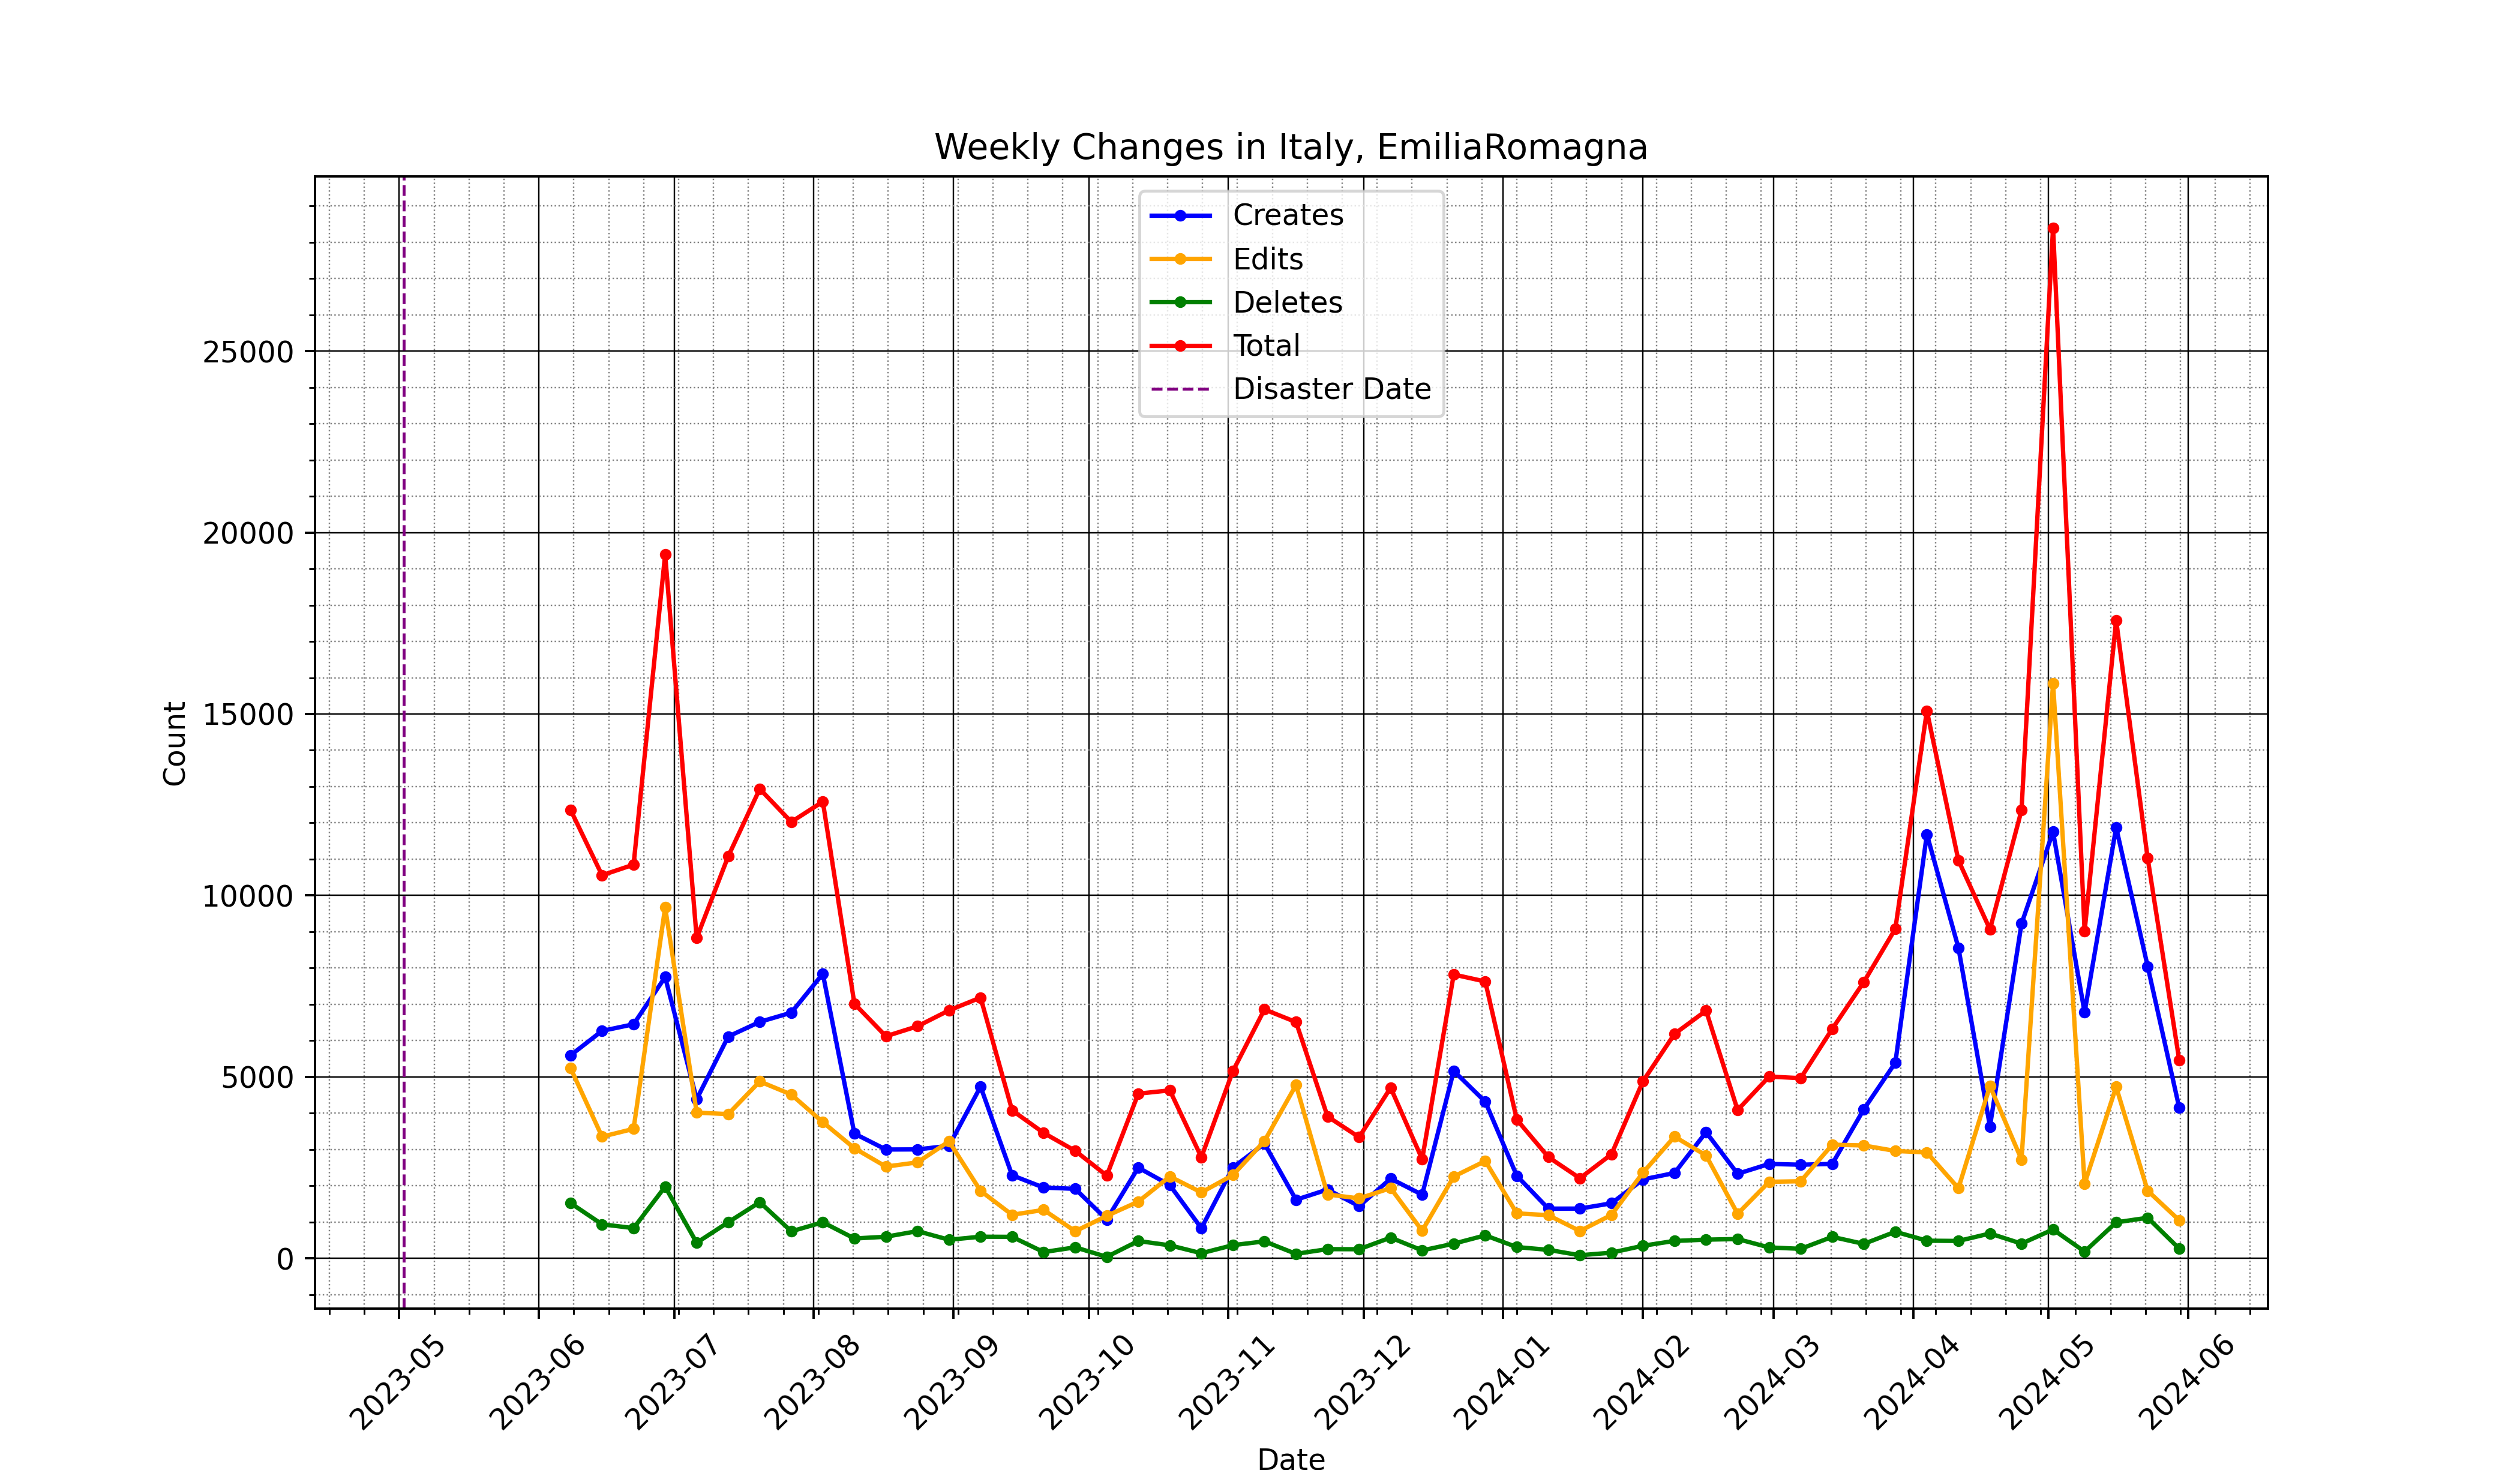 Weekly Changes in Italy, EmiliaRomagna
Creates
Edits
Deletes
Total
Disaster Date
25000
20000
15000
10000
5000
0
Count
2023-05
2023-06
2023-07
2023-08
2023-09
2023-10
2023-11
2023-12
2024-01
2024-02
2024-03
2024-04
2024-05
2024-06
Date